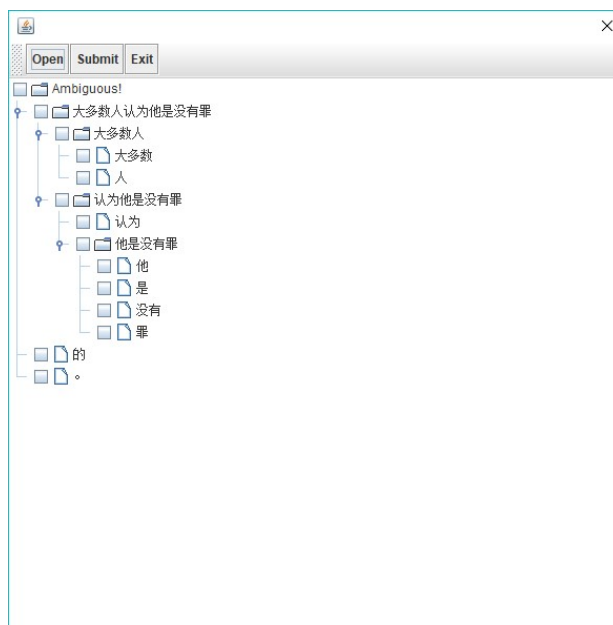 Open Submit Exit
Ambiguous!
大多数人认为他是没有罪
大多数人
大多数
人
认为他是没有罪
认为
他是没有罪
他
是
没有
罪
的
。